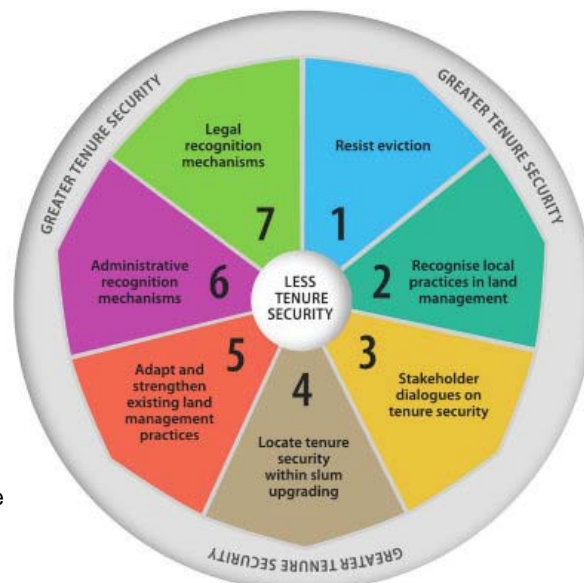 GREATER TENURE SECURITY
GREATER TENURE SECURITY
Resist eviction
1
2
Recognise local
practices in land
management
3
Stakeholder
dialogues on
tenure security
4
Locate tenure
security
within slum
upgrading
5
Adapt and
strengthen
existing land
management
practices
Administrative
recognition
mechanisms
6
Legal
recognition
mechanisms
7
LESS
TENURE
SECURITY
GREATER TENURE SECURITY
e